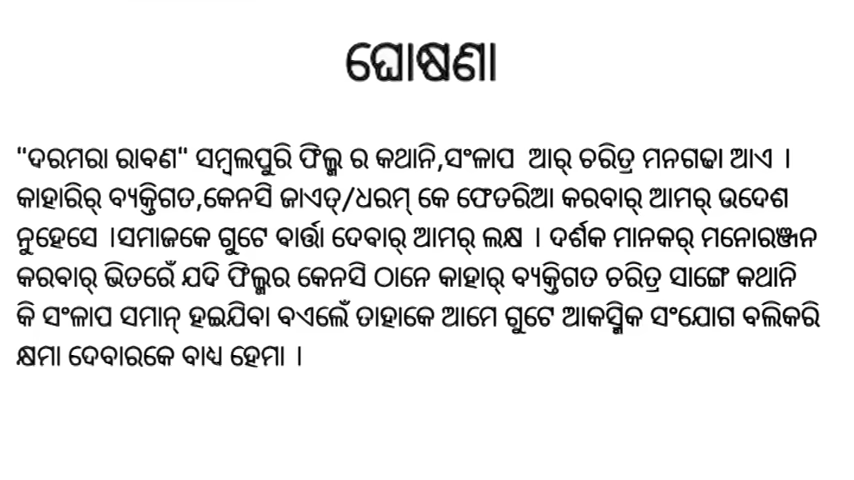 ଘୋଷଣା
"ଦରମରା ରାବଣ" ସମ୍ବଲପୁରି ଫିଲ୍ମ ର କଥାନି,ସଂଳାପ ଆର୍ ଚରିତ୍ର ମନଗଢା ଆଏ ।
କାହାରିର୍ ବ୍ୟକ୍ତିଗତ,କେନସି ଜାଏତ୍/ଧରମ୍ କେ ଫେତରିଆ କରବାର୍ ଆମର୍ ଉଦେଶ
ନୁହେସେ ।ସମାଜକେ ଗୁଟେ ବାର୍ତ୍ତା ଦେବାର୍ ଆମର୍ ଲକ୍ଷ । ଦର୍ଶକ ମାନକର୍ ମନୋରଞ୍ଜନ
କରବାର୍ ଭିତରେଁ ଯଦି ଫିଲ୍ମର କେନସି ଠାନେ କାହାର୍ ବ୍ୟକ୍ତିଗତ ଚରିତ୍ର ସାଙ୍ଗେ କଥାନି
କି ସଂଳାପ ସମାନ୍ ହଇଯିବା ବଏଲେଁ ତାହାକେ ଆମେ ଗୁଟେ ଆକସ୍ମିକ ସଂଯୋଗ ବଲିକରି
କ୍ଷମା ଦେବାରକେ ବାଧ୍ୟ ହେମା ।